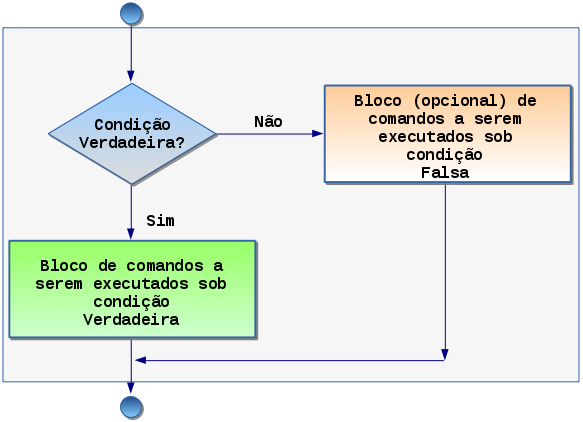 Condição
Verdadeira?
Não
Bloco (opcional) de
comandos a serem
executados sob
condição
Falsa
Sim
Bloco de comandos a
serem executados sob
condição
Verdadeira